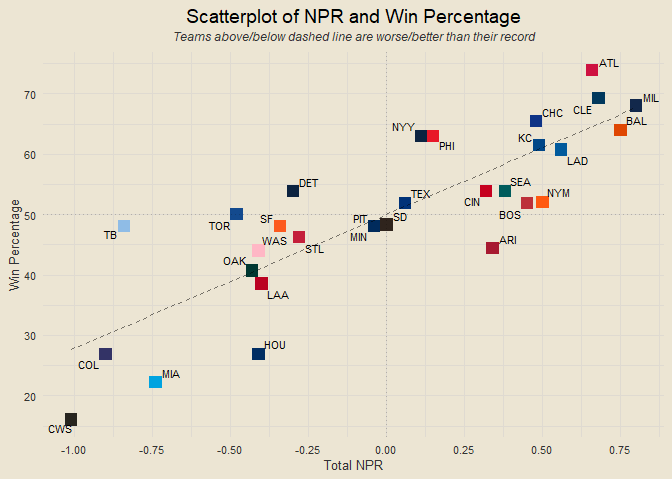 Scatterplot of NPR and Win Percentage
Teams above/below dashed line are worse/better than their record
ATL
MIL
CLE
CHC
BAL
NYY
PHI
KC
LAD
DET
SEA
TEX
CIN
NYM
BOS
TOR
SF
PIT
SD
TB
WAS
MIN
STL
ARI
OAK
LAA
HOU
COL
MIA
CWS
70
60
50
40
30
20
Win Percentage
-1.00
-0.75
-0.50
-0.25
0.00
0.25
0.50
0.75
Total NPR